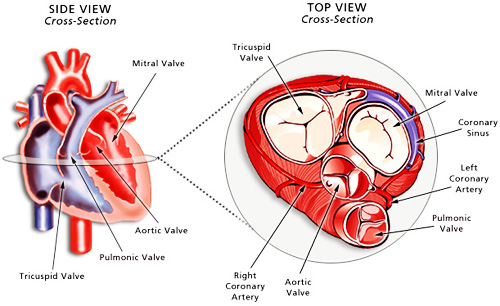 SIDE VIEW
Cross-Section
Mitral Valve
Aortic Valve
Pulmonic Valve
Tricuspid Valve
TOP VIEW
Cross-Section
Tricuspid
Valve
Mitral Valve
Coronary
Sinus
Left
Coronary
Artery
Pulmonic
Valve
Right
Coronary
Artery
Aortic
Valve